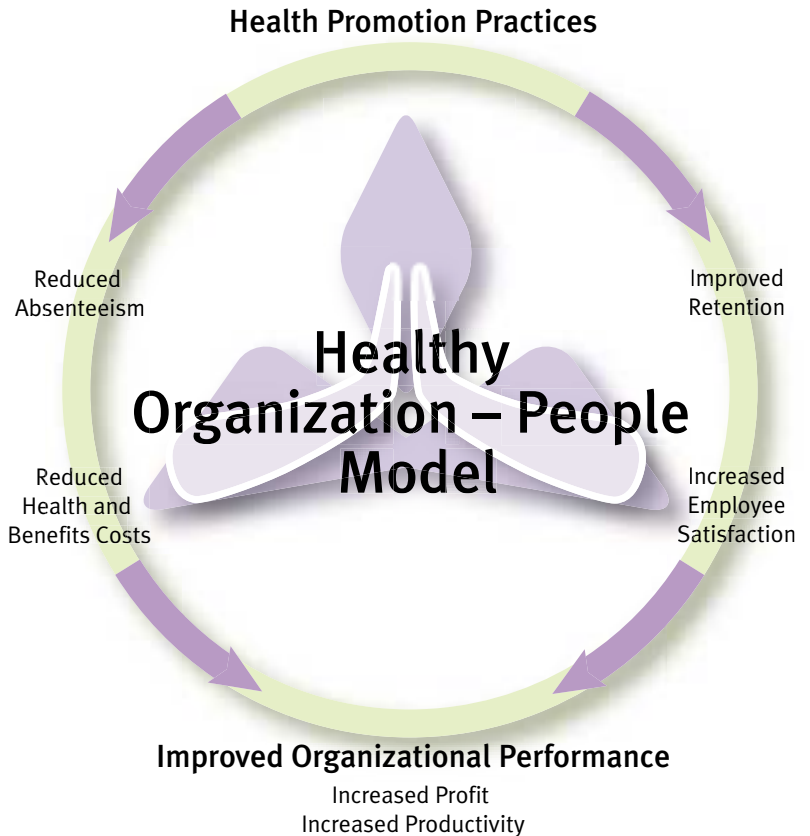 Health Promotion Practices
Reduced
Absenteeism
Improved
Retention
Healthy
Organization – People
Model
Reduced
Health and
Benefits Costs
Increased
Employee
Satisfaction
Improved Organizational Performance
Increased Profit
Increased Productivity